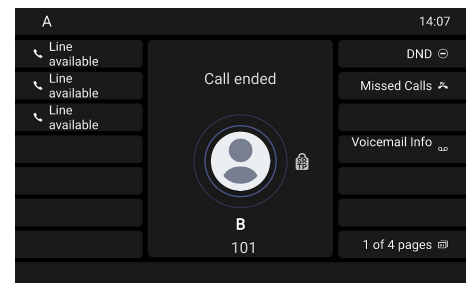 A 14:07
Line
available
DND
Call ended
Line
available
Missed Calls
Line
available
Voicemail Info
SRTP
B
101
1 of 4 pages